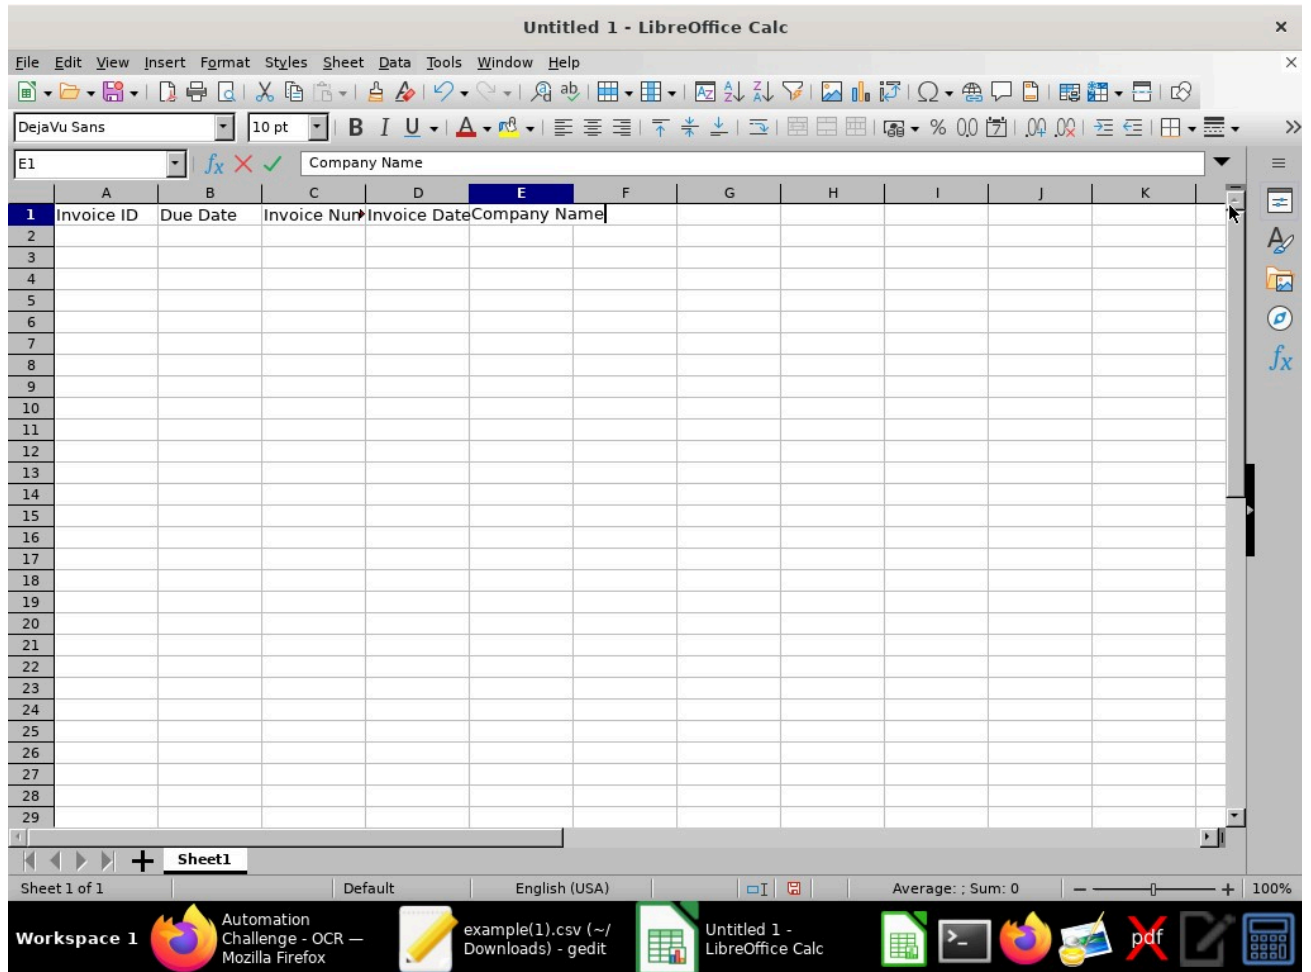 Untitled 1 - LibreOffice Calc
File Edit View Insert Format Styles Sheet Data Tools Window Help
DejaVu Sans 10 pt
E1 Company Name
A B C D E F G H I J K
1 Invoice ID Due Date Invoice Num Invoice Date Company Name
2
3
4
5
6
7
8
9
10
11
12
13
14
15
16
17
18
19
20
21
22
23
24
25
26
27
28
29
Sheet1
Sheet 1 of 1 Default English (USA) Average: ; Sum: 0 100%
Workspace 1
Automation
Challenge - OCR —
Mozilla Firefox
example(1).csv (~/
Downloads) - gedit
Untitled 1 -
LibreOffice Calc
pdf